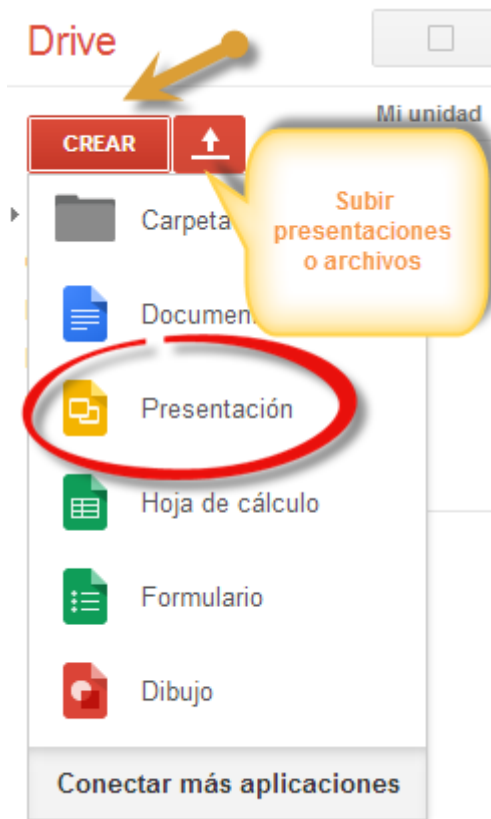 Drive
CREAR
Mi unidad
Subir
presentaciones
o archivos
Carpeta
Documen
Presentación
Hoja de cálculo
Formulario
Dibujo
Conectar más aplicaciones